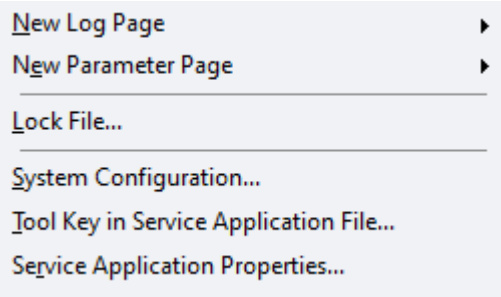 New Log Page
New Parameter Page
Lock File...
System Configuration...
Tool Key in Service Application File...
Service Application Properties...